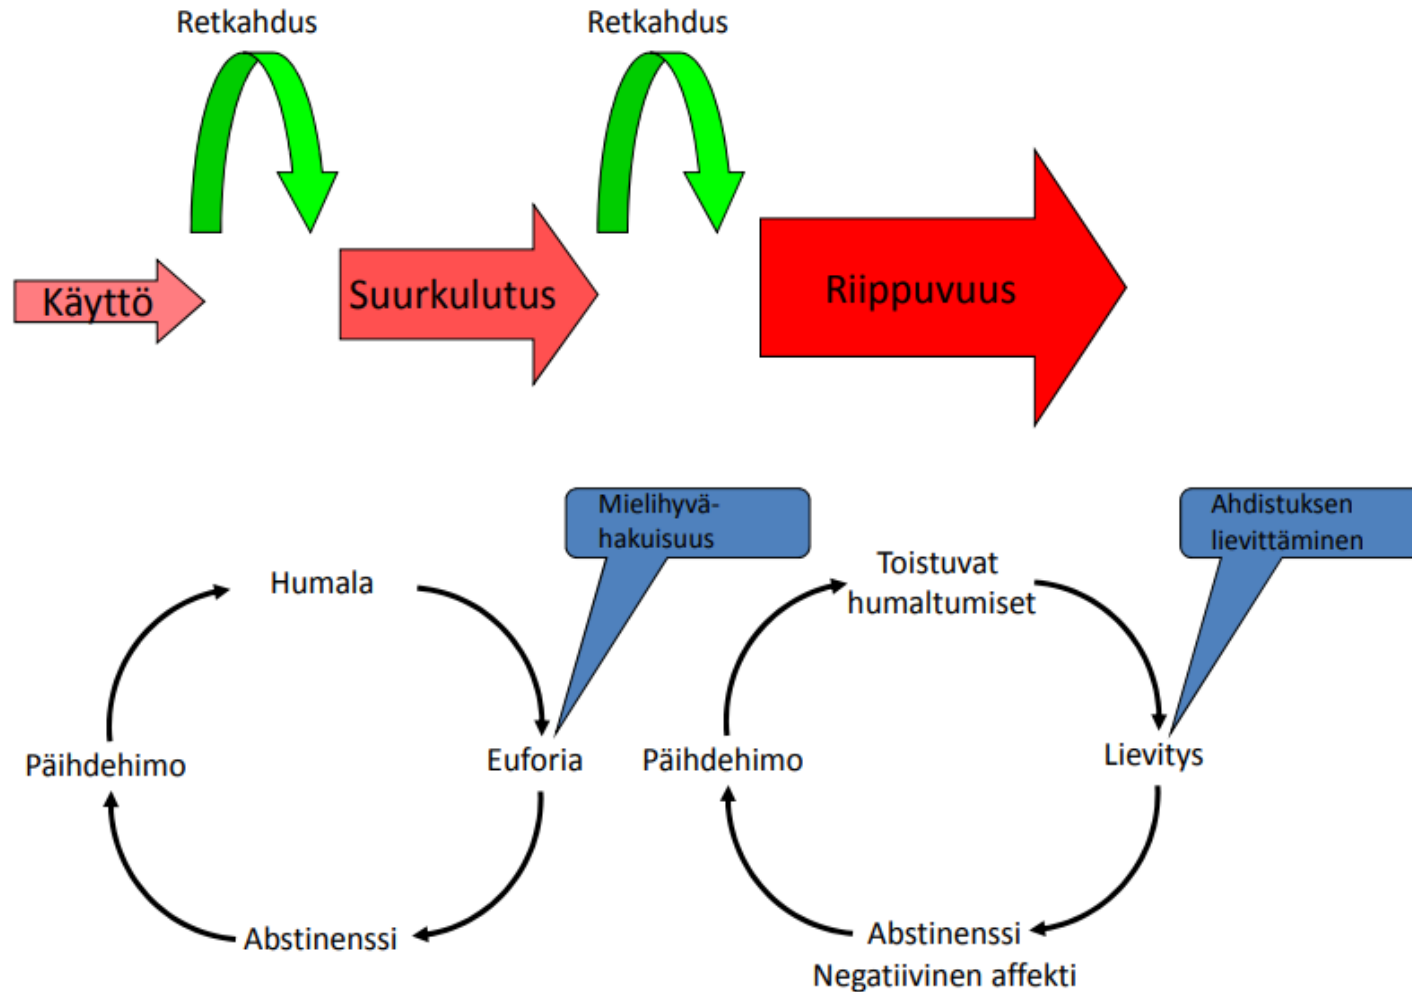 Retkahdus
Retkahdus
Käyttö
Suurkulutus
Riippuvuus
Mielihyvä-
hakuisuus
Humala
Euforia
Abstinenssi
Päihdehimo
Ahdistuksen
lievittäminen
Toistuvat
humaltumiset
Lievitys
Abstinenssi
Negatiivinen affekti
Päihdehimo